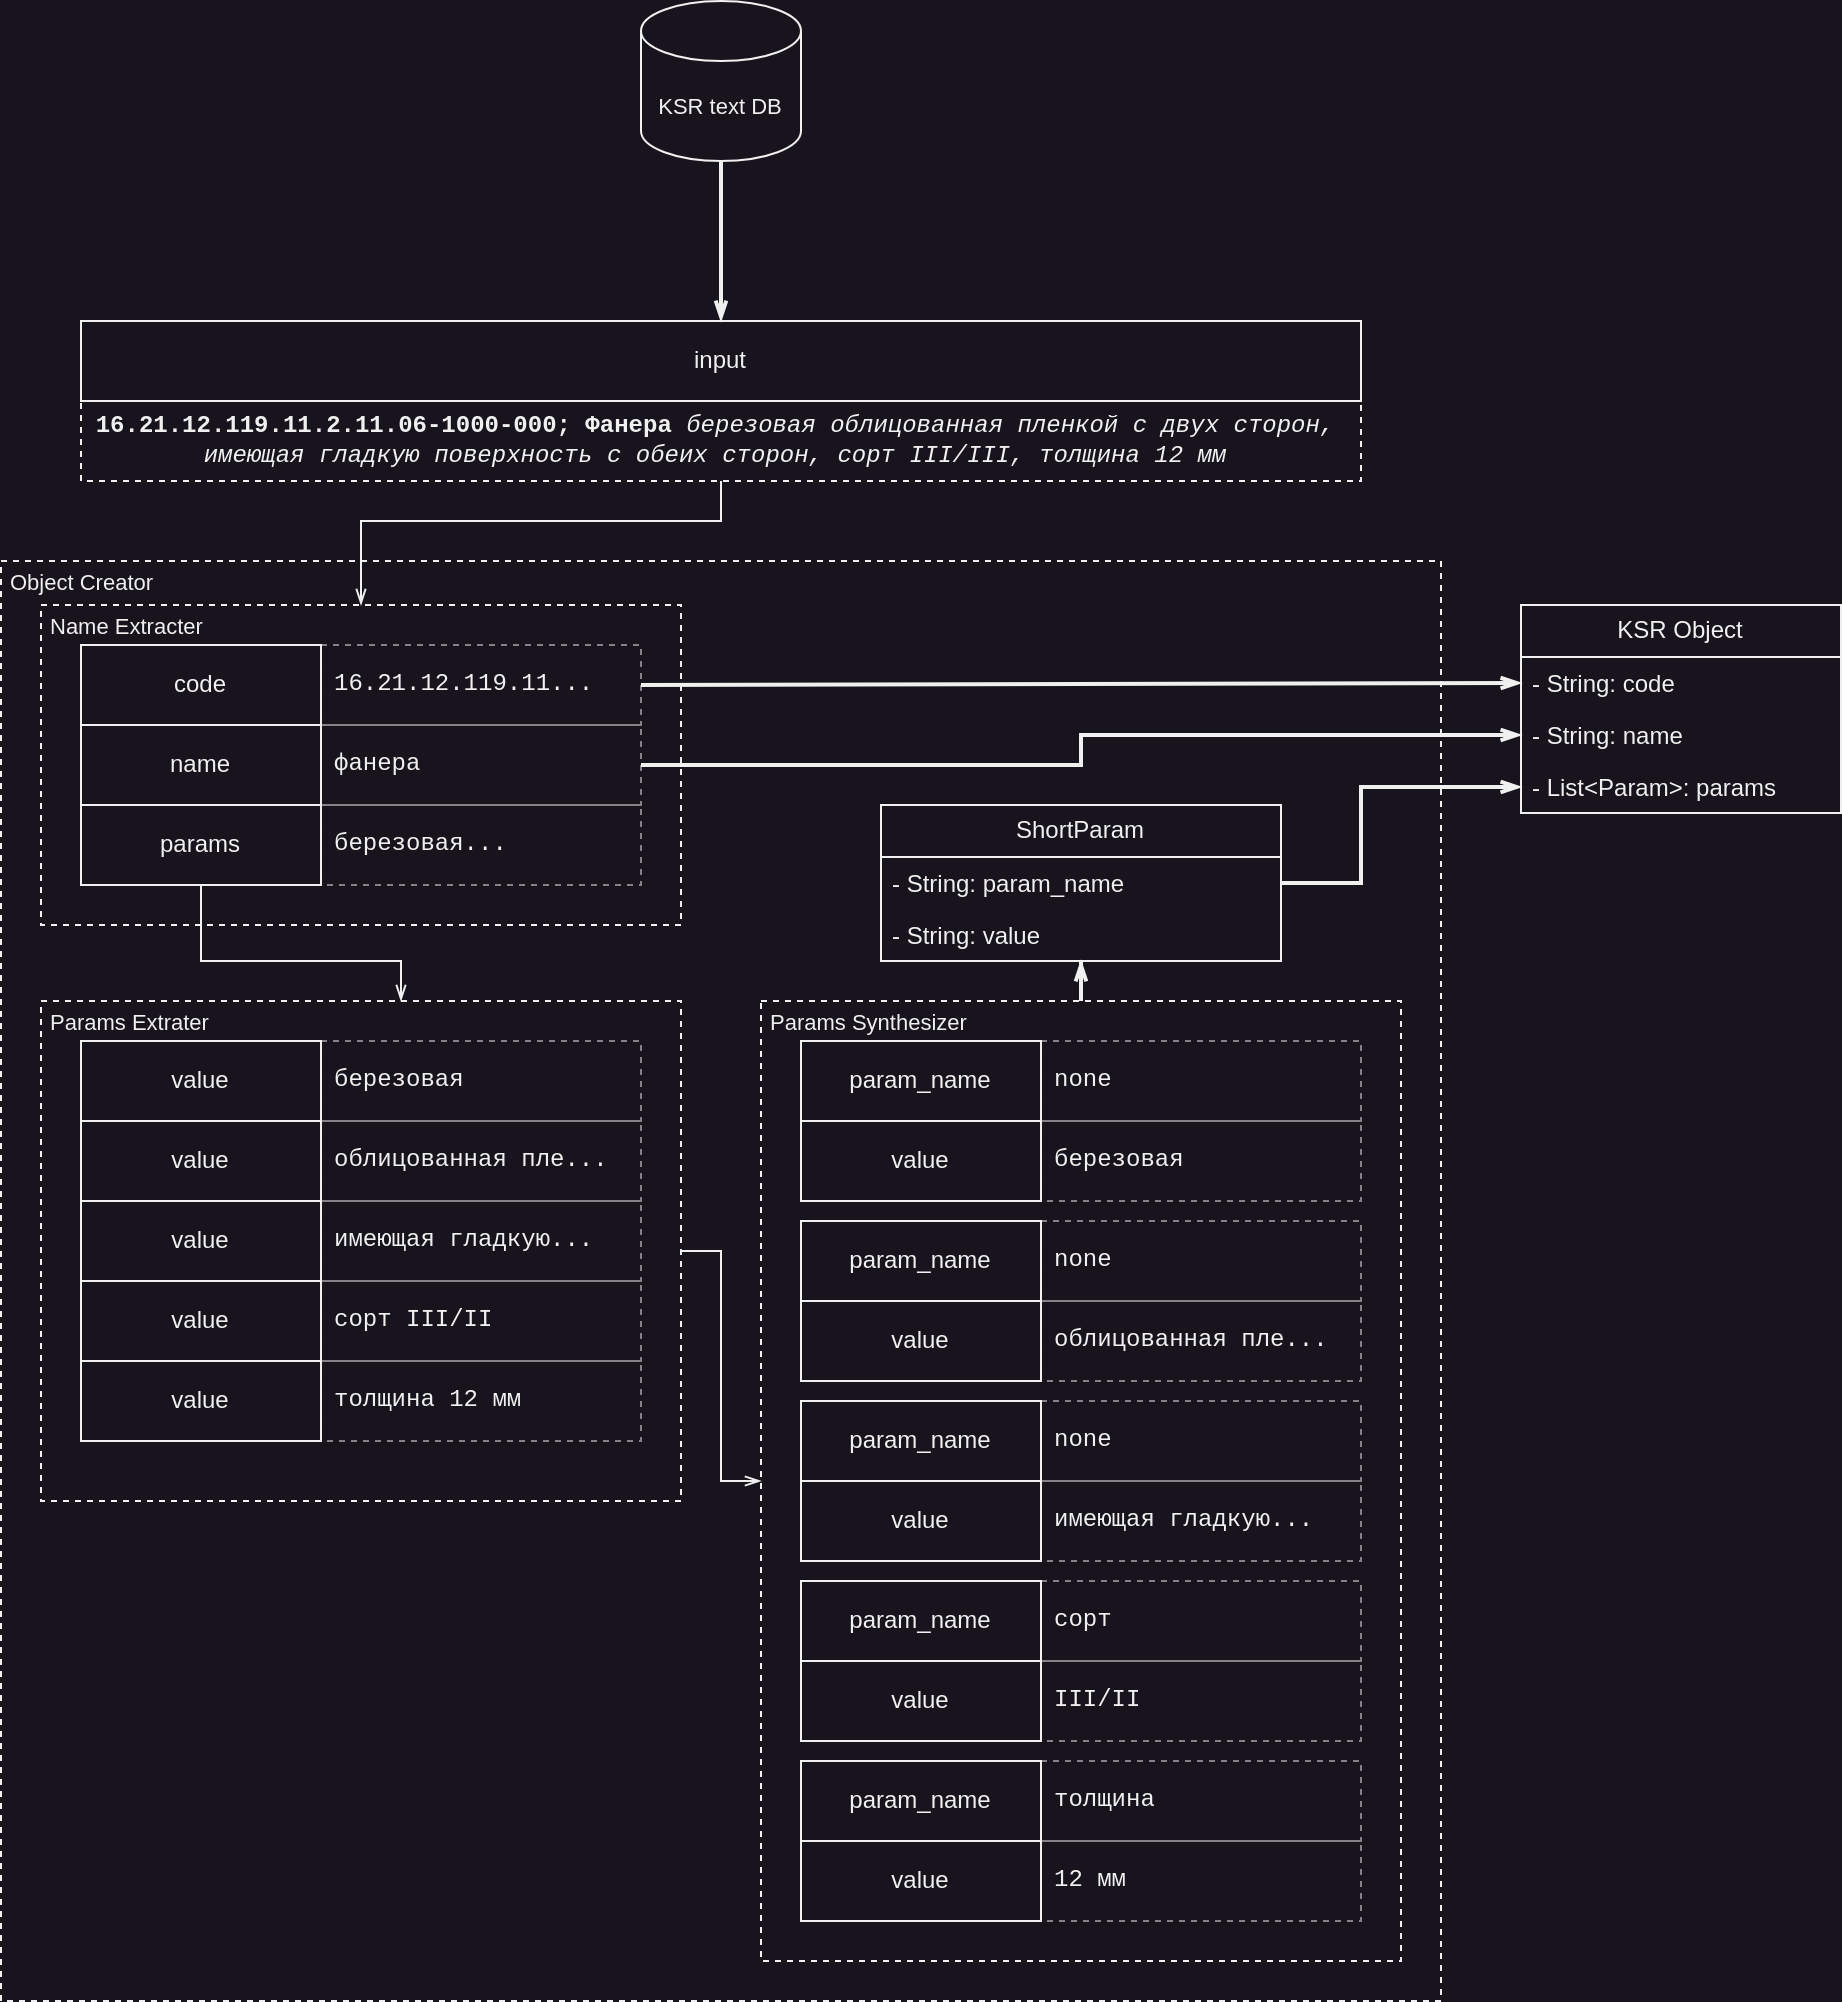 KSR text DB
input
16.21.12.119.11.2.11.06-1000-000; Фанера березовая облицованная пленкой с двух сторон,
имеющая гладкую поверхность с обеих сторон, сорт III/III, толщина 12 мм
Object Creator
Name Extracter
code
16.21.12.119.11...
name
фанера
params
березовая...
KSR Object
- String: code
- String: name
- List<Param>: params
ShortParam
- String: param_name
- String: value
Params Extrater
value
березовая
value
облицованная пле...
value
имеющая гладкую...
value
сорт III/II
value
толщина 12 мм
Params Synthesizer
param_name
none
value
березовая
param_name
none
value
облицованная пле...
param_name
none
value
имеющая гладкую...
param_name
сорт
value
III/II
param_name
толщина
value
12 мм